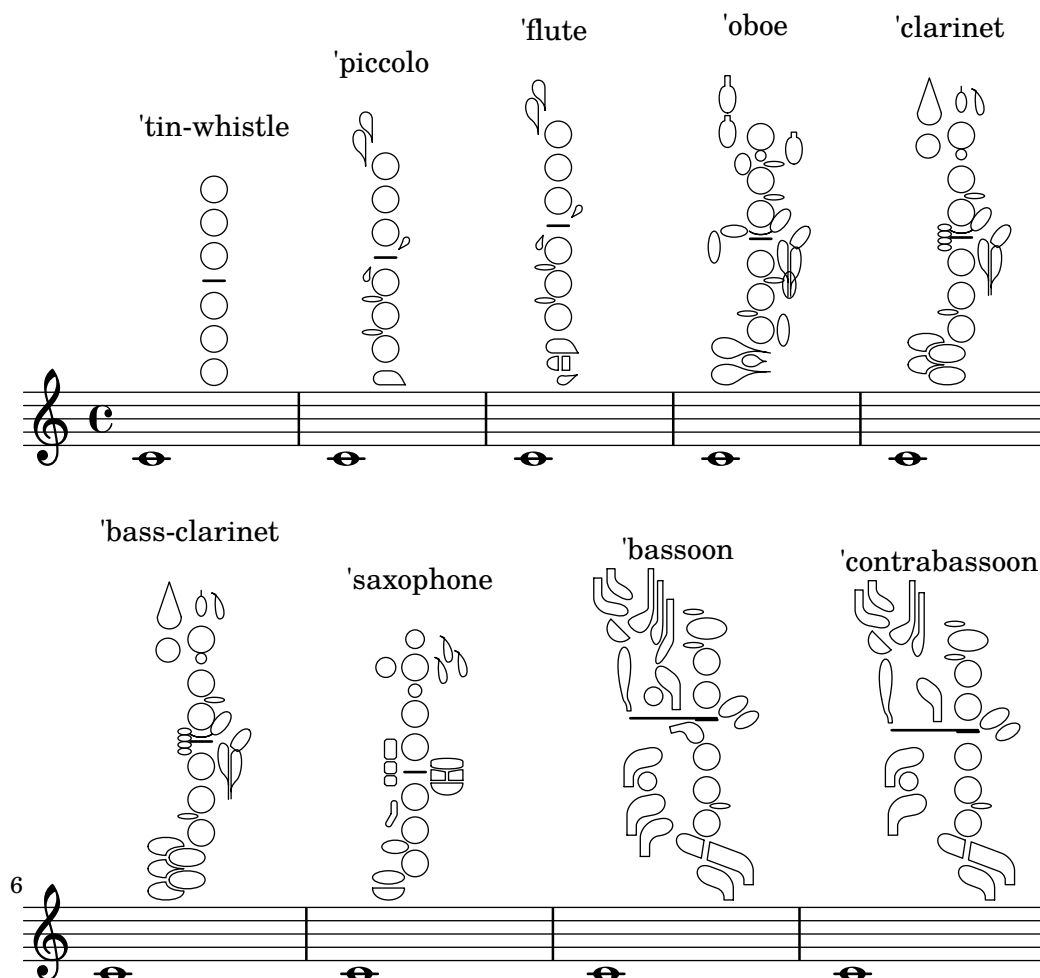 'tin-whistle
'piccolo
'flute
'oboe
'clarinet
'bass-clarinet
'saxophone
'bassoon
'contrabassoon
6